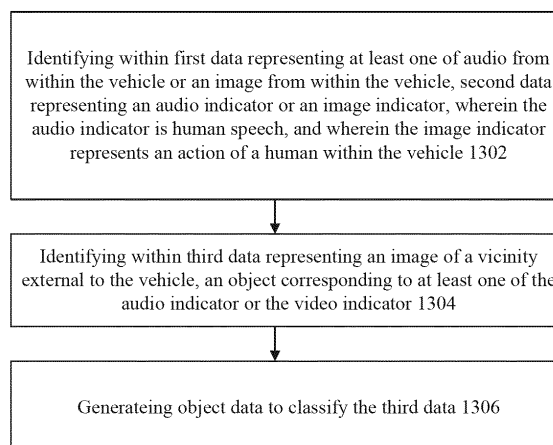 Identifying within first data representing at least one of audio from
within the vehicle or an image from within the vehicle, second data
representing an audio indicator or an image indicator, wherein the
audio indicator is human speech, and wherein the image indicator
represents an action of a human within the vehicle 1302
Identifying within third data representing an image of a vicinity
external to the vehicle, an object corresponding to at least one of the
audio indicator or the video indicator 1304
Generateing object data to classify the third data 1306